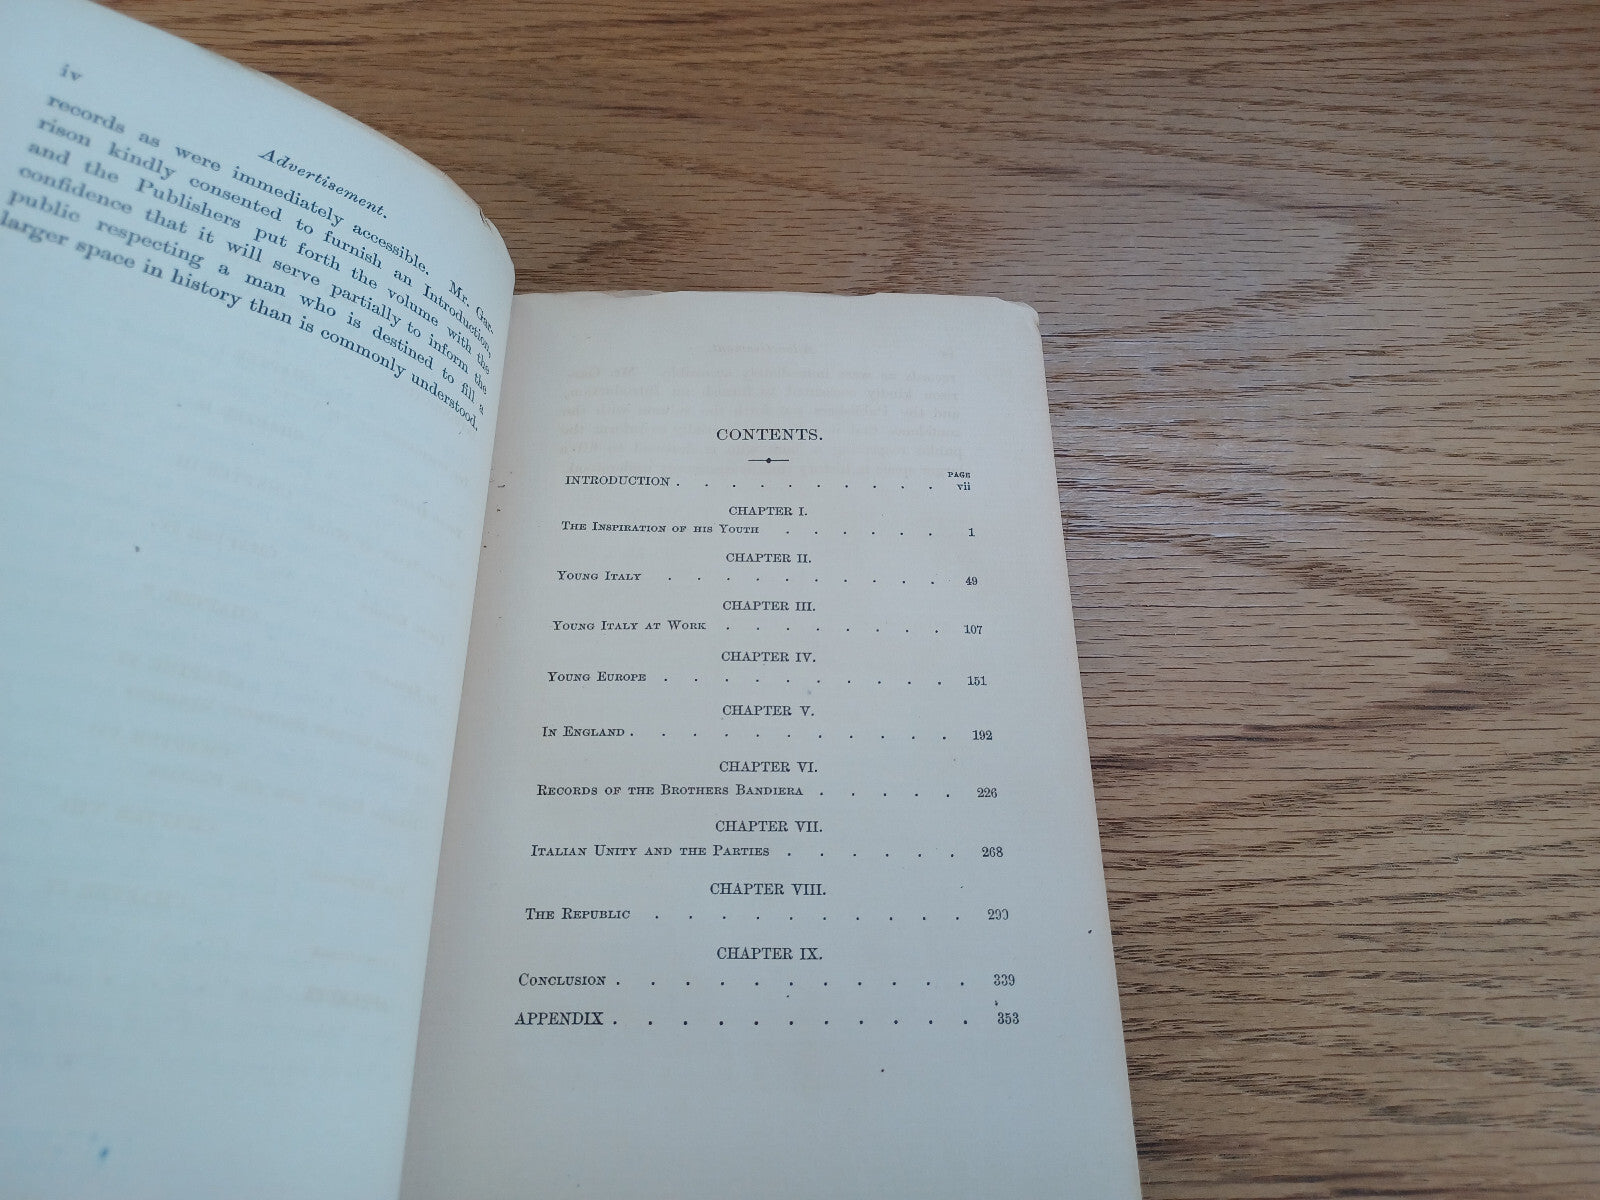 iv
Advertisement.
records as were immediately accessible. Mr. Gar-
rison kindly consented to furnish an Introduction,
and the Publishers put forth the volume with the
confidence that it will serve partially to inform the
public respecting a man who is destined to fill a
larger space in history than is commonly understood.
CONTENTS.
PAGE
INTRODUCTION . . . . . . . . . . vii
CHAPTER I.
The Inspiration of his Youth . . . . . . 1
CHAPTER II.
Young Italy . . . . . . . . . . 49
CHAPTER III.
Young Italy at Work . . . . . . . . 107
CHAPTER IV.
Young Europe . . . . . . . . . . 151
CHAPTER V.
In England . . . . . . . . . . . 192
CHAPTER VI.
Records of the Brothers Bandiera . . . . . 226
CHAPTER VII.
Italian Unity and the Parties . . . . . . 268
CHAPTER VIII.
The Republic . . . . . . . . . . 290
CHAPTER IX.
Conclusion . . . . . . . . . . . 339
APPENDIX . . . . . . . . . . . 353